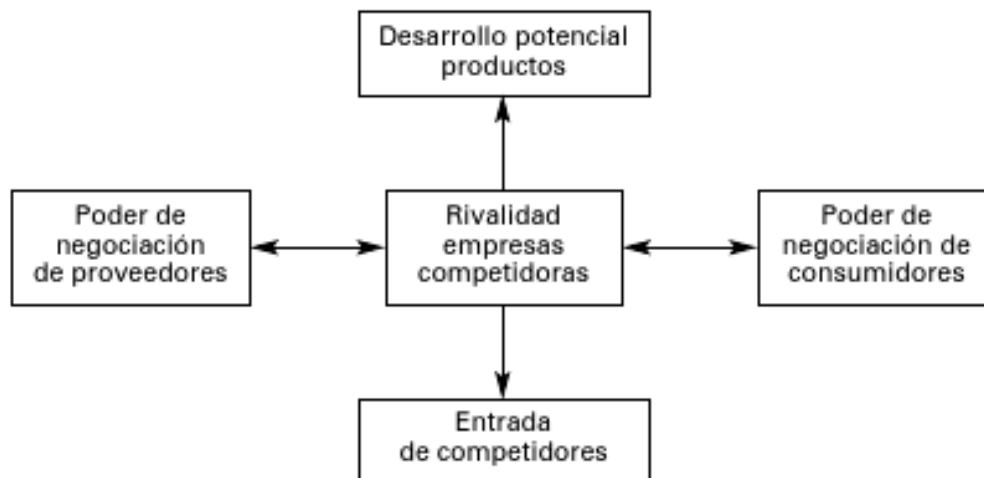 Desarrollo potencial
productos
Poder de
negociación
de proveedores
Rivalidad
empresas
competidoras
Poder de
negociación de
consumidores
Entrada
de competidores